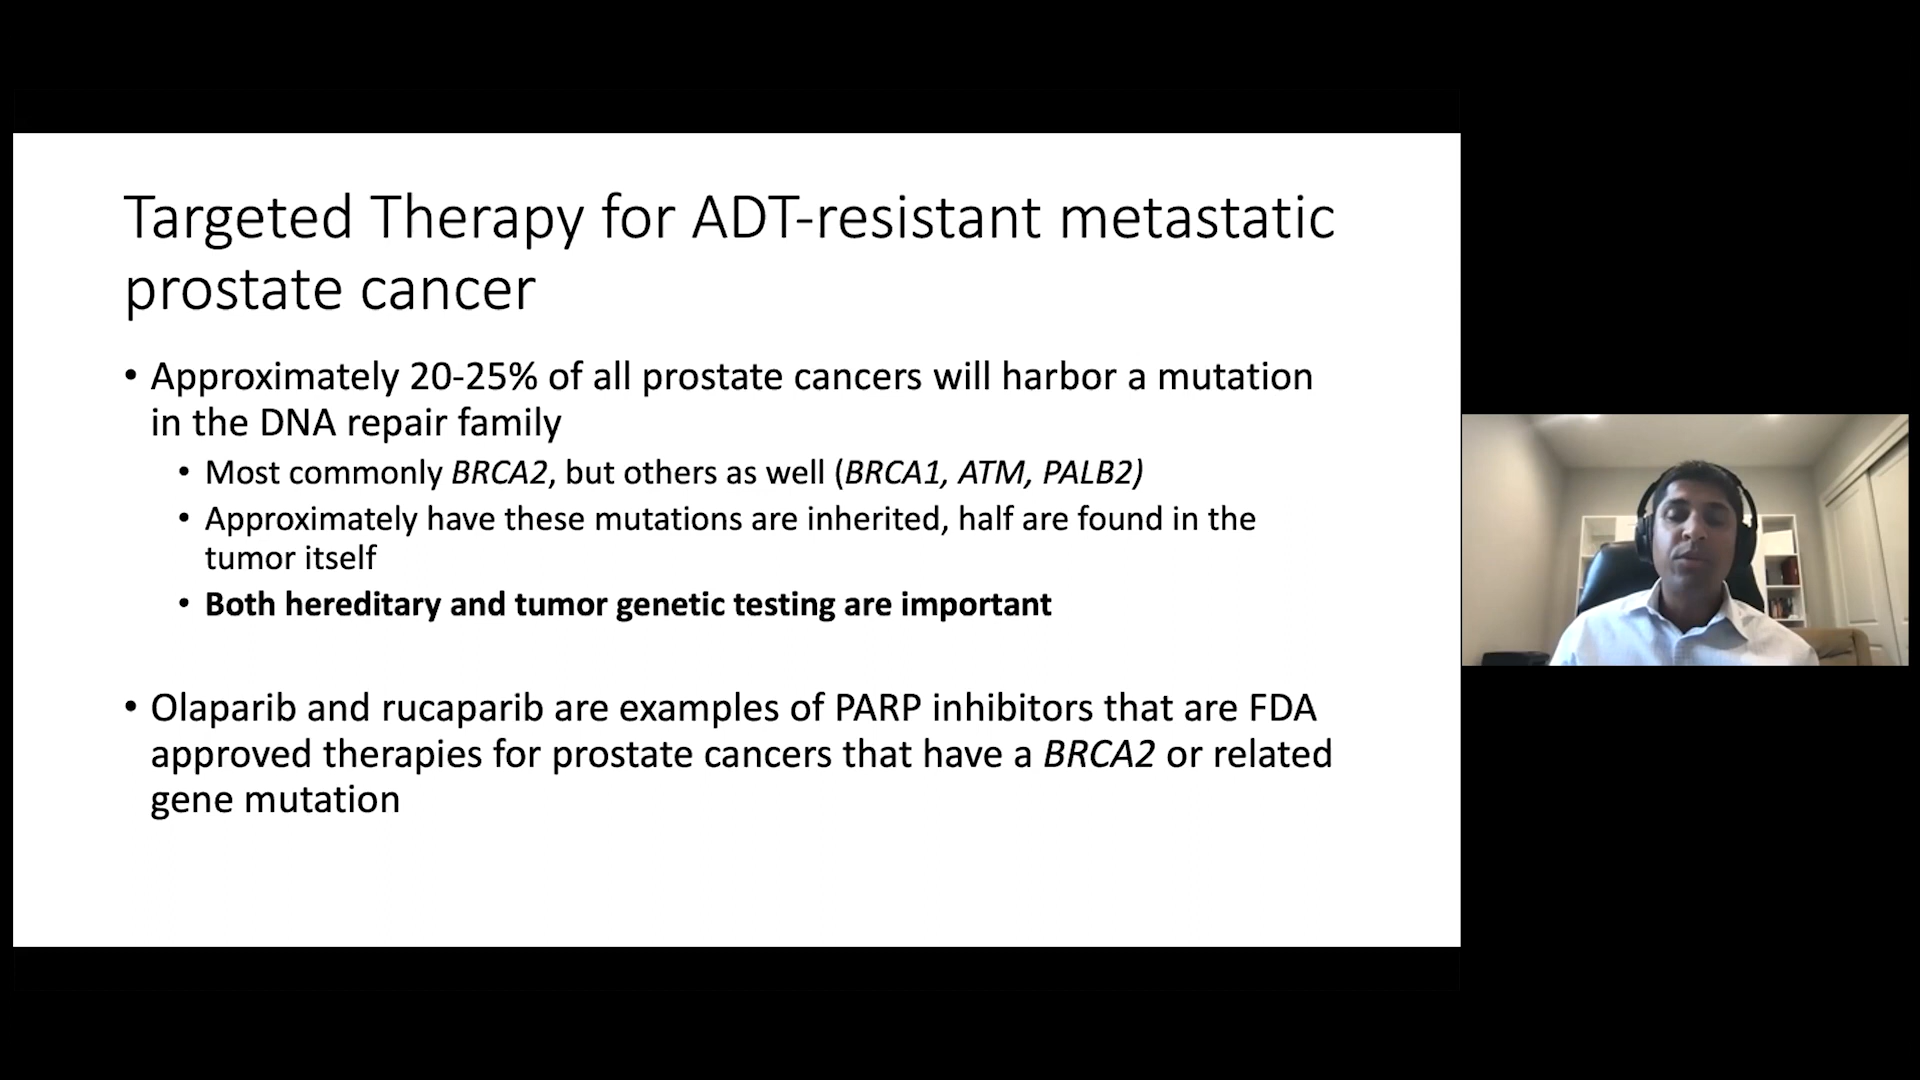 Targeted Therapy for ADT-resistant metastatic
prostate cancer
• Approximately 20-25% of all prostate cancers will harbor a mutation
in the DNA repair family
• Most commonly BRCA2, but others as well (BRCA1, ATM, PALB2)
• Approximately have these mutations are inherited, half are found in the
tumor itself
• Both hereditary and tumor genetic testing are important
• Olaparib and rucaparib are examples of PARP inhibitors that are FDA
approved therapies for prostate cancers that have a BRCA2 or related
gene mutation